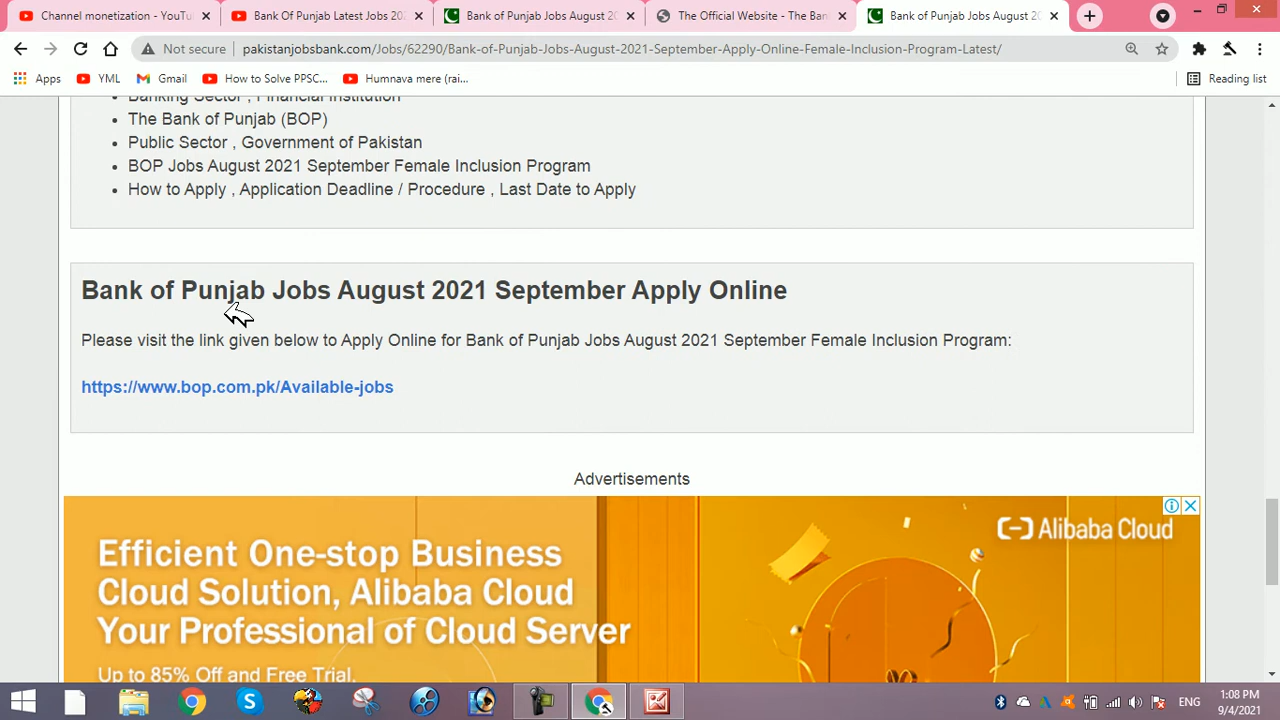 Channel monetization - YouT
Bank Of Punjab Latest Jobs 202
Bank of Punjab Jobs August 20
The Official Website - The Ban
Bank of Punjab Jobs August 20
Not secure
pakistanjobsbank.com/Jobs/62290/Bank-of-Punjab-Jobs-August-2021-September-Apply-Online-Female-Inclusion-Program-Latest/
Apps
YML
Gmail
How to Solve PPSC...
Humnava mere (rai...
Reading list
Banking Sector , Financial Institution
The Bank of Punjab (BOP)
Public Sector , Government of Pakistan
BOP Jobs August 2021 September Female Inclusion Program
How to Apply , Application Deadline / Procedure , Last Date to Apply
Bank of Punjab Jobs August 2021 September Apply Online
Please visit the link given below to Apply Online for Bank of Punjab Jobs August 2021 September Female Inclusion Program:
https://www.bop.com.pk/Available-jobs
Advertisements
Alibaba Cloud
Efficient One-stop Business
Cloud Solution, Alibaba Cloud
Your Professional of Cloud Server
Up to 85% Off and Free Trial.
ENG
1:08 PM
9/4/2021